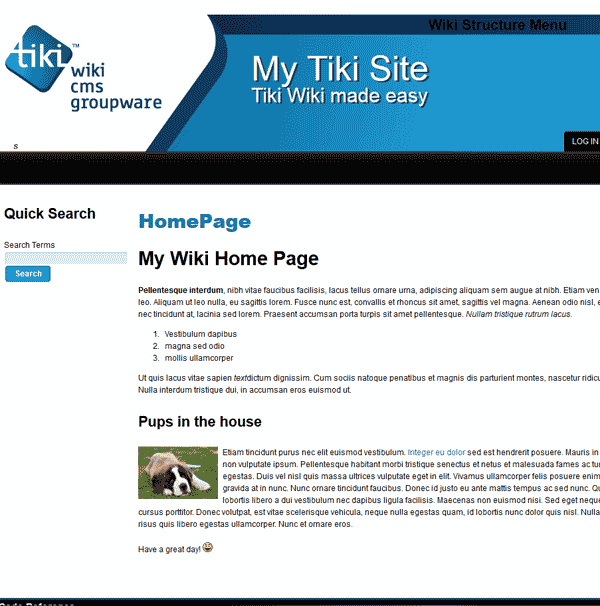 Wiki Structure Menu
tiki™
wiki
cms
groupware
My Tiki Site
Tiki Wiki made easy
s
LOG IN
Quick Search
Search Terms
Search
HomePage
My Wiki Home Page
Pellentesque interdum, nibh vitae faucibus facilisis, lacus tellus ornare urna, adipiscing aliquam sem augue at nibh. Etiam ven
leo. Aliquam ut leo nulla, eu sagittis lorem. Fusce nunc est, convallis et rhoncus sit amet, sagittis vel magna. Aenean odio nisl, e
nec tincidunt at, lacinia sed lorem. Praesent accumsan porta turpis sit amet pellentesque. Nullam tristique rutrum lacus.
1. Vestibulum dapibus
2. magna sed odio
3. mollis ullamcorper
Ut quis lacus vitae sapien textdictum dignissim. Cum sociis natoque penatibus et magnis dis parturient montes, nascetur ridicu
Nulla interdum tristique dui, in accumsan eros euismod ut.
Pups in the house
Etiam tincidunt purus nec elit euismod vestibulum. Integer eu dolor sed est hendrerit posuere. Mauris in
non vulputate ipsum. Pellentesque habitant morbi tristique senectus et netus et malesuada fames ac tur
egestas. Duis vel nisl quis massa ultrices vulputate eget in elit. Vivamus ullamcorper felis posuere enim
gravida at in nunc. Nunc ornare tincidunt faucibus. Donec id justo eu ante mattis tempus ac sed nunc. Qu
lobortis libero a dui vestibulum nec dapibus ligula facilisis. Maecenas non euismod nisi. Sed eget neque
cursus porttitor. Donec volutpat, est vitae scelerisque vehicula, neque nulla egestas quam, id lobortis nunc dolor quis nisl. Nulla
risus quis libero egestas ullamcorper. Nunc et ornare eros.
Have a great day!